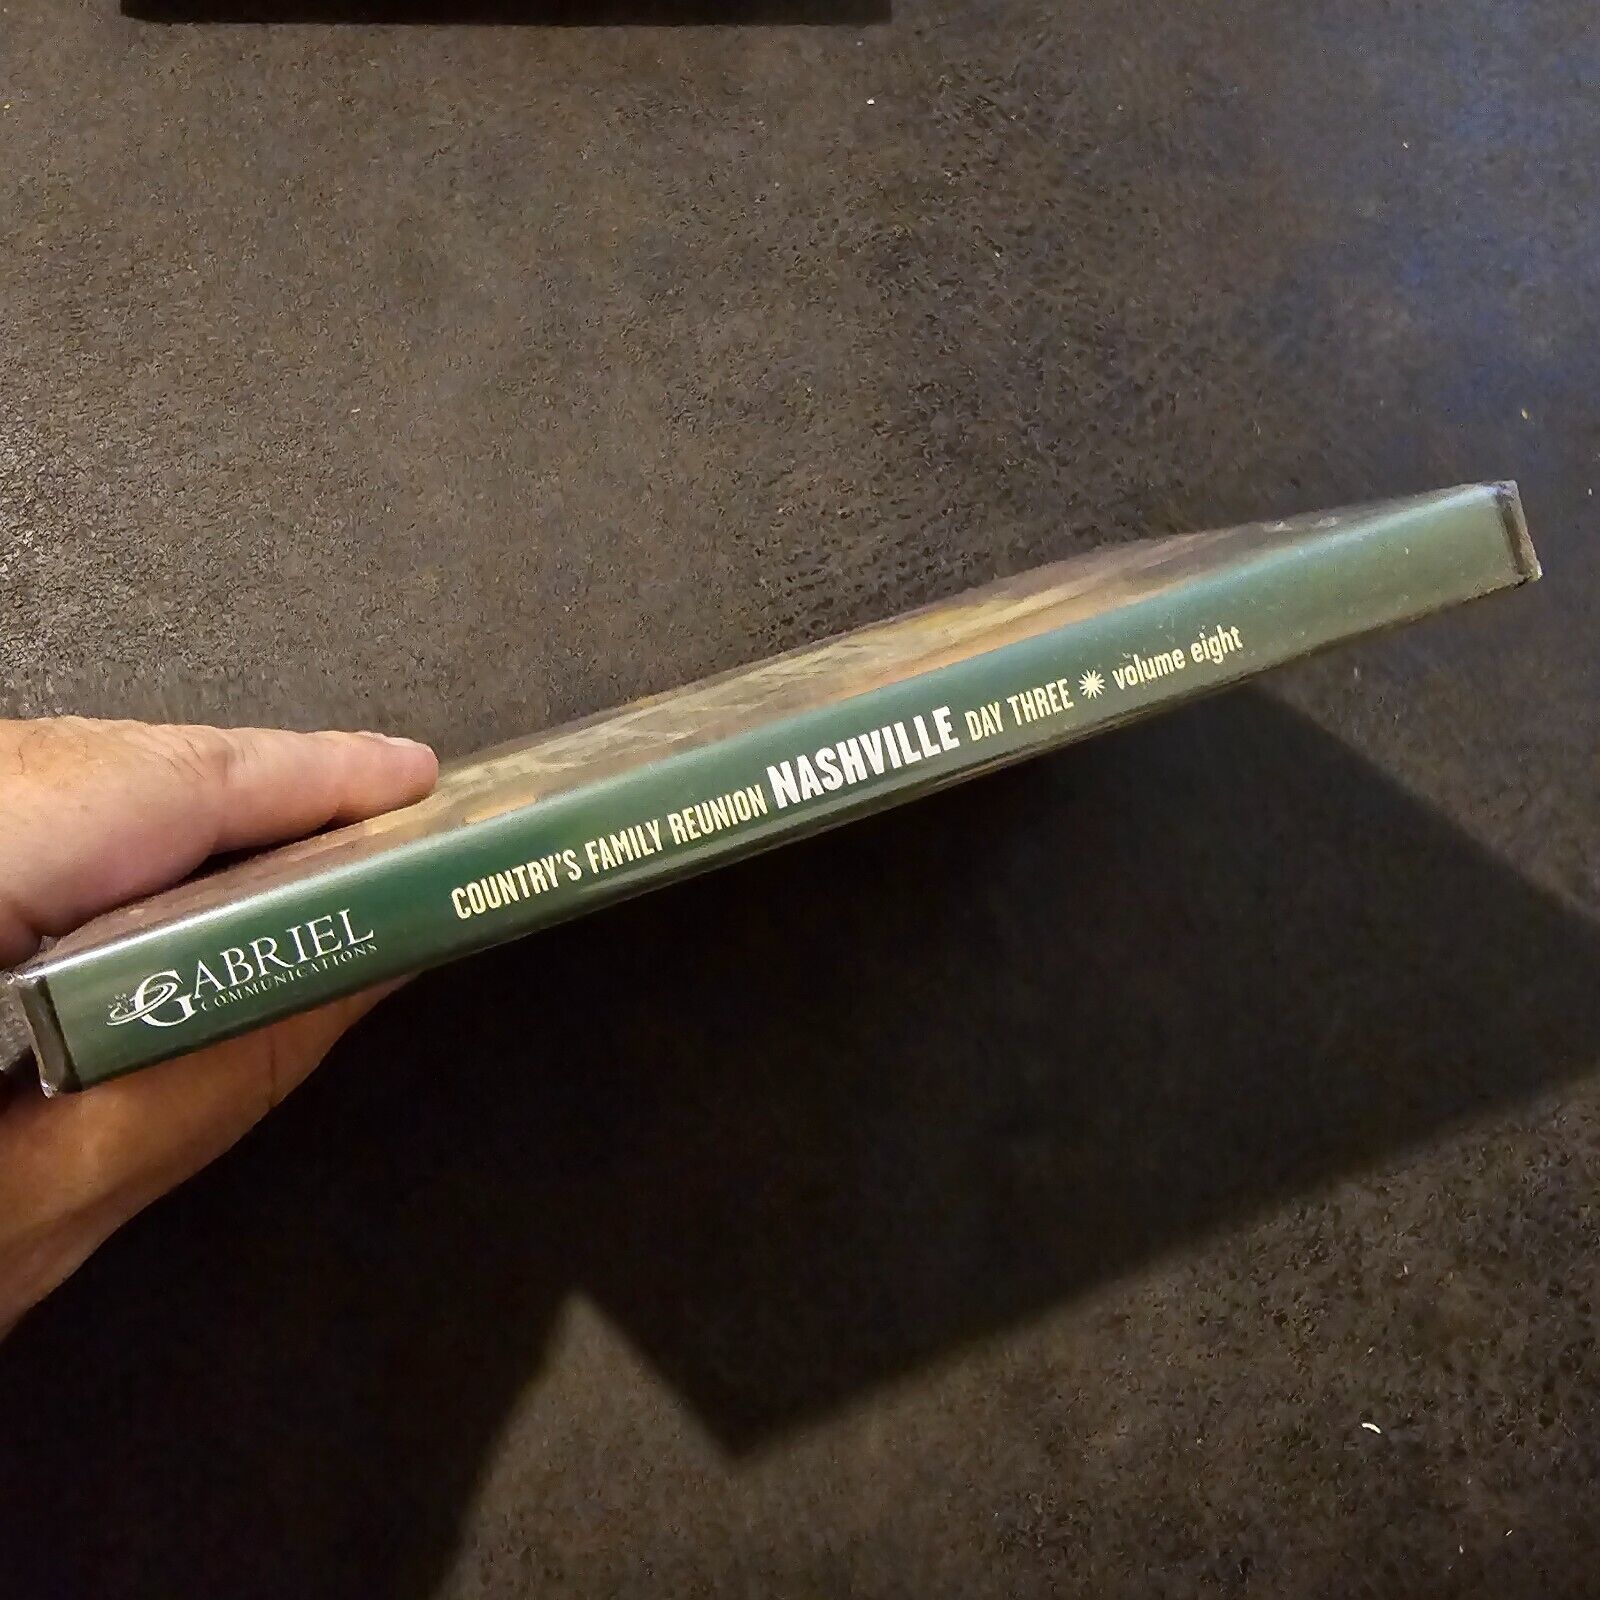 GABRIEL
COMMUNICATIONS
COUNTRY'S FAMILY REUNION NASHVILLE DAY THREE ✷ volume eight